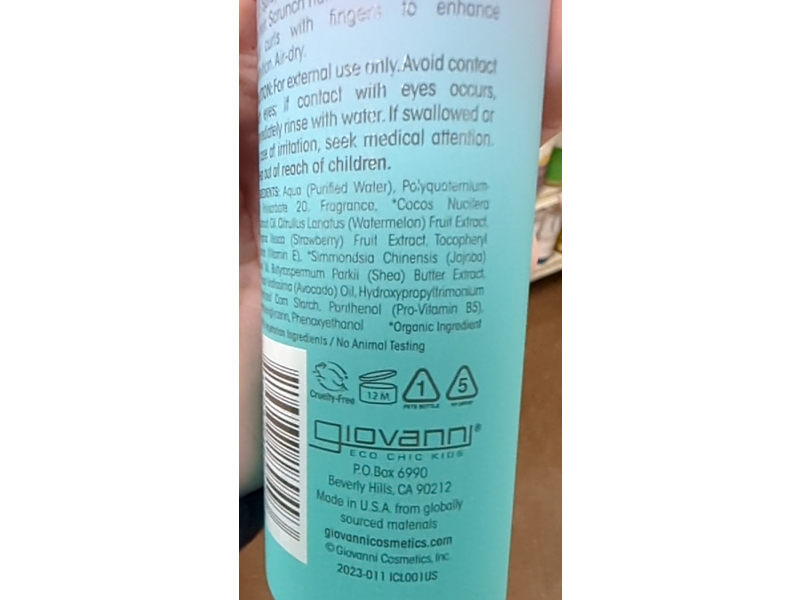 Scrunch
curls with fingers to enhance
Air-dry.
For external use only. Avoid contact
eyes; if contact with eyes occurs,
rinse with water. If swallowed or
of irritation, seek medical attention.
out of reach of children.
Aqua (Purified Water), Polyquaternium-
20, Fragrance, *Cocos Nucifera
Oil, Citrullus Lanatus (Watermelon) Fruit Extract,
Vesca (Strawberry) Fruit Extract, Tocopheryl
(Vitamin E), *Simmondsia Chinensis (Jojoba)
Butyrospermum Parkii (Shea) Butter Extract,
(Avocado) Oil, Hydroxypropyltrimonium
Corn Starch, Panthenol (Pro-Vitamin B5),
Phenoxyethanol *Organic Ingredient
Ingredients / No Animal Testing
Cruelty-Free 12 M 1 5
PETE BOTTLE
giovanni®
ECO CHIC KIDS
P.O.Box 6990
Beverly Hills, CA 90212
Made in U.S.A. from globally
sourced materials
giovannicosmetics.com
© Giovanni Cosmetics, Inc.
2023-011 ICL001US